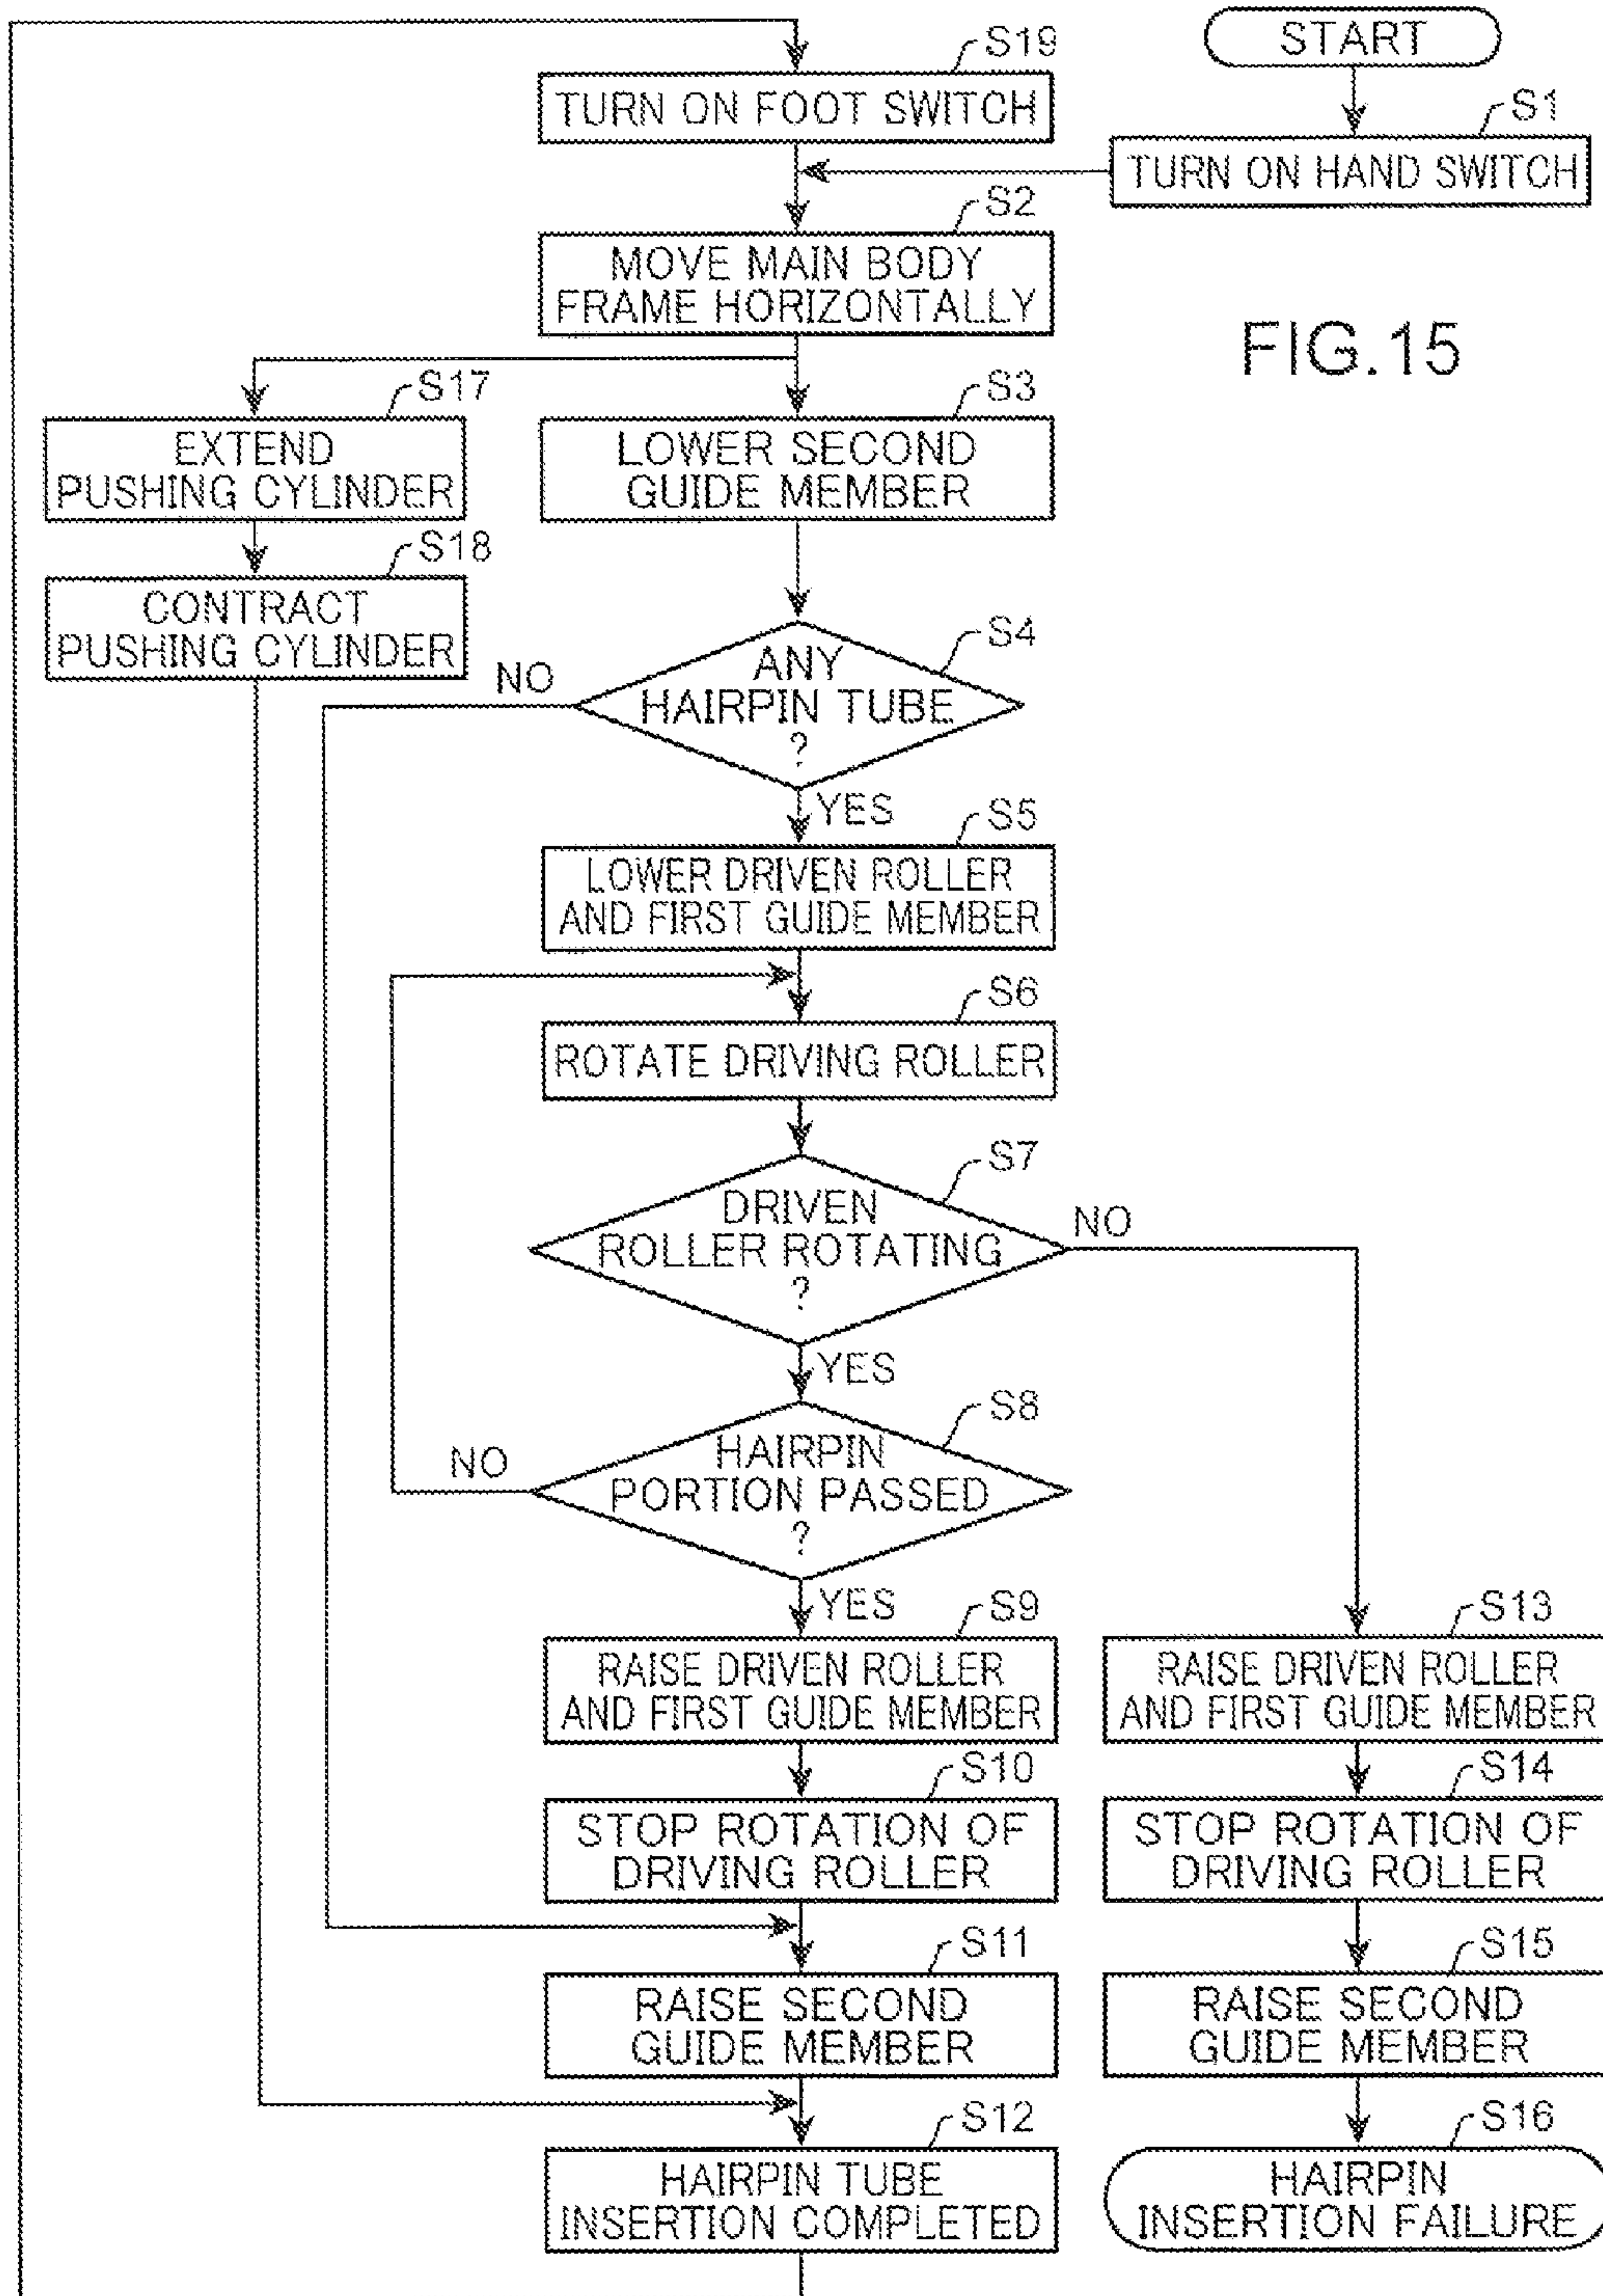 START
S19
TURN ON FOOT SWITCH
S1
TURN ON HAND SWITCH
S2
MOVE MAIN BODY
FRAME HORIZONTALLY
FIG.15
S17
EXTEND
PUSHING CYLINDER
S3
LOWER SECOND
GUIDE MEMBER
S18
CONTRACT
PUSHING CYLINDER
S4
ANY
HAIRPIN TUBE
?
NO
YES
S5
LOWER DRIVEN ROLLER
AND FIRST GUIDE MEMBER
S6
ROTATE DRIVING ROLLER
S7
DRIVEN
ROLLER ROTATING
?
NO
YES
S8
HAIRPIN
PORTION PASSED
?
NO
YES
S9
RAISE DRIVEN ROLLER
AND FIRST GUIDE MEMBER
S13
RAISE DRIVEN ROLLER
AND FIRST GUIDE MEMBER
S10
STOP ROTATION OF
DRIVING ROLLER
S14
STOP ROTATION OF
DRIVING ROLLER
S11
RAISE SECOND
GUIDE MEMBER
S15
RAISE SECOND
GUIDE MEMBER
S12
HAIRPIN TUBE
INSERTION COMPLETED
S16
HAIRPIN
INSERTION FAILURE